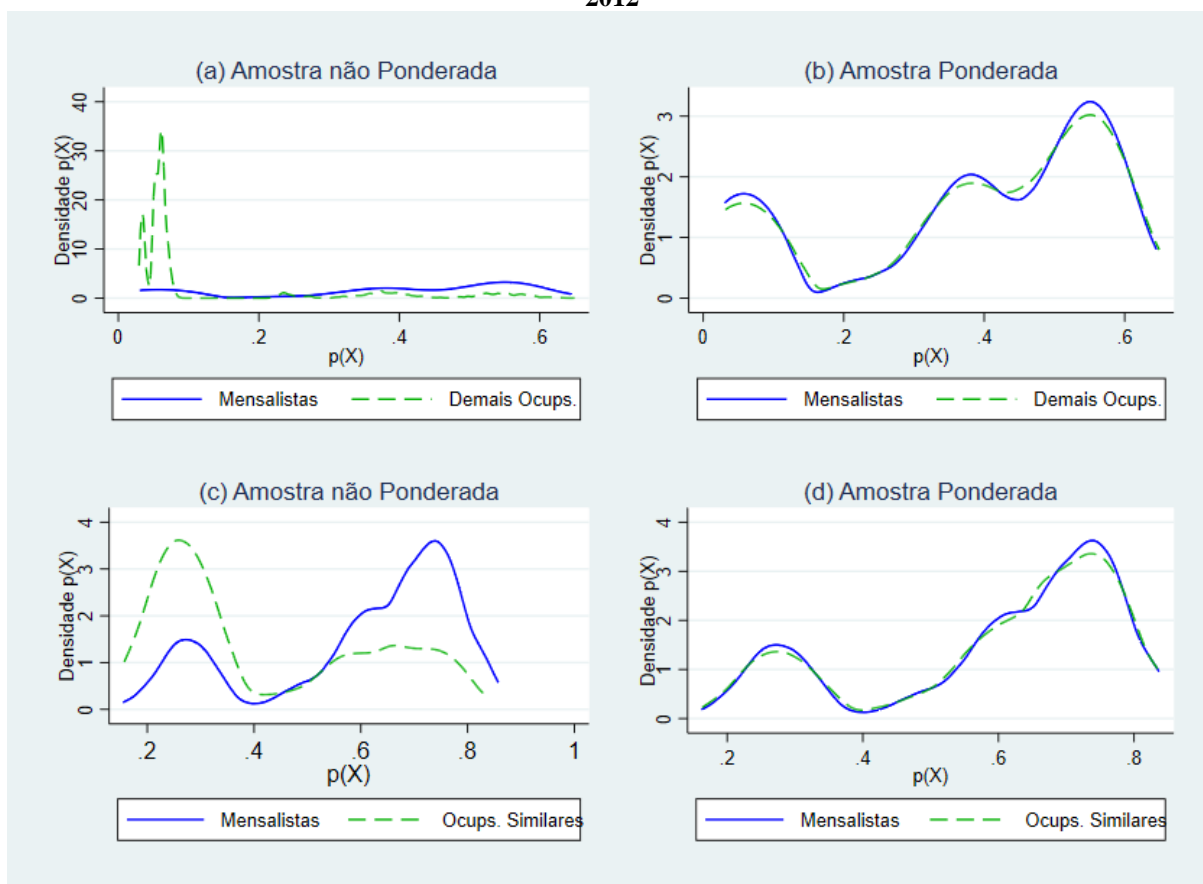 2012
(a) Amostra não Ponderada
Densidade p(X)
0 10 20 30 40
0 .2 .4 .6
p(X)
Mensalistas Demais Ocups.
(b) Amostra Ponderada
Densidade p(X)
0 1 2 3
0 .2 .4 .6
p(X)
Mensalistas Demais Ocups.
(c) Amostra não Ponderada
Densidade p(X)
0 1 2 3 4
.2 .4 .6 .8 1
p(X)
Mensalistas Ocups. Similares
(d) Amostra Ponderada
Densidade p(X)
0 1 2 3 4
.2 .4 .6 .8
p(X)
Mensalistas Ocups. Similares